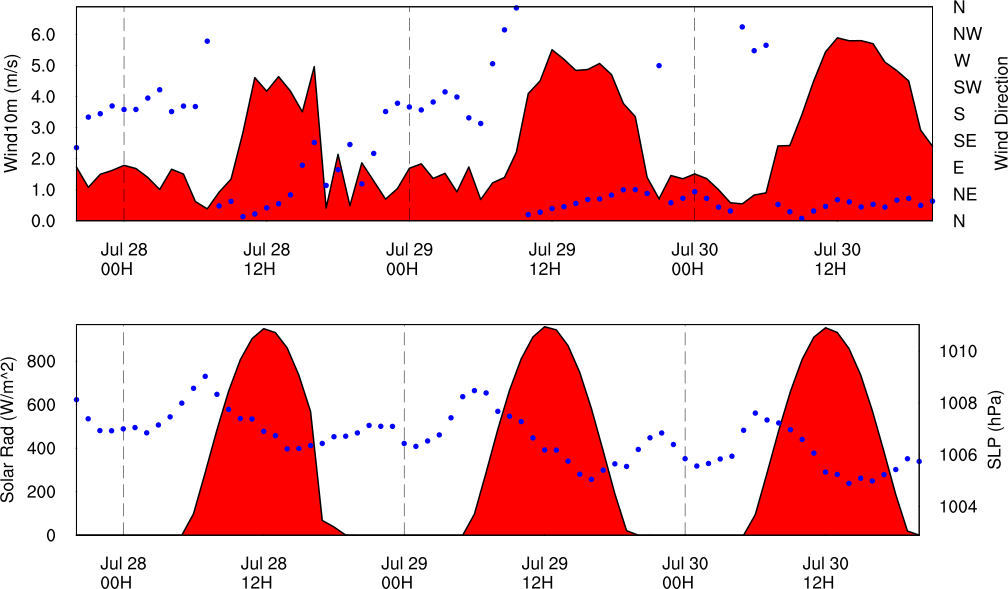 N
6.0 NW
5.0 W
4.0 SW
3.0 S
2.0 SE
1.0 E
0.0 NE
N
Wind10m (m/s)
Wind Direction
Jul 28 Jul 28 Jul 29 Jul 29 Jul 30 Jul 30
00H 12H 00H 12H 00H 12H
800 1010
600 1008
400 1006
200 1004
0
Solar Rad (W/m^2)
SLP (hPa)
Jul 28 Jul 28 Jul 29 Jul 29 Jul 30 Jul 30
00H 12H 00H 12H 00H 12H